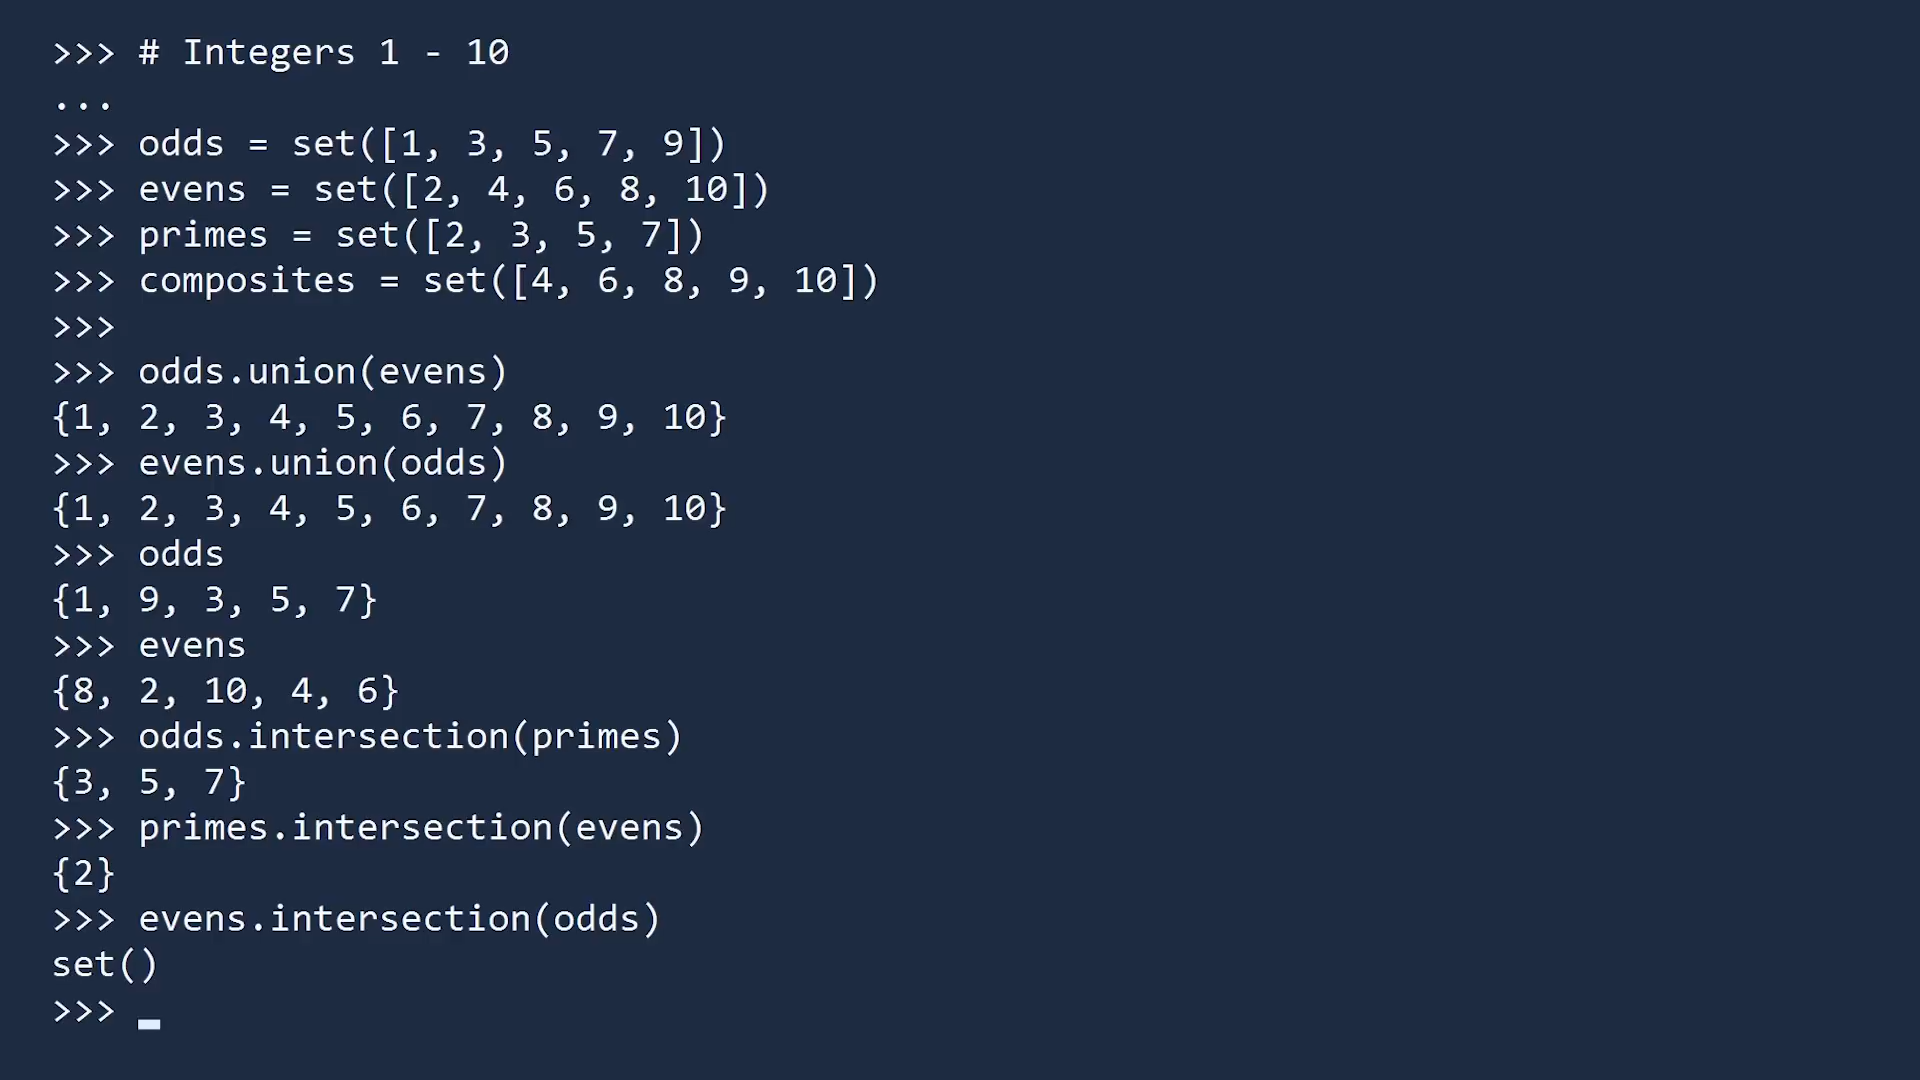 >>> # Integers 1 - 10
...
>>> odds = set([1, 3, 5, 7, 9])
>>> evens = set([2, 4, 6, 8, 10])
>>> primes = set([2, 3, 5, 7])
>>> composites = set([4, 6, 8, 9, 10])
>>>
>>> odds.union(evens)
{1, 2, 3, 4, 5, 6, 7, 8, 9, 10}
>>> evens.union(odds)
{1, 2, 3, 4, 5, 6, 7, 8, 9, 10}
>>> odds
{1, 9, 3, 5, 7}
>>> evens
{8, 2, 10, 4, 6}
>>> odds.intersection(primes)
{3, 5, 7}
>>> primes.intersection(evens)
{2}
>>> evens.intersection(odds)
set()
>>>